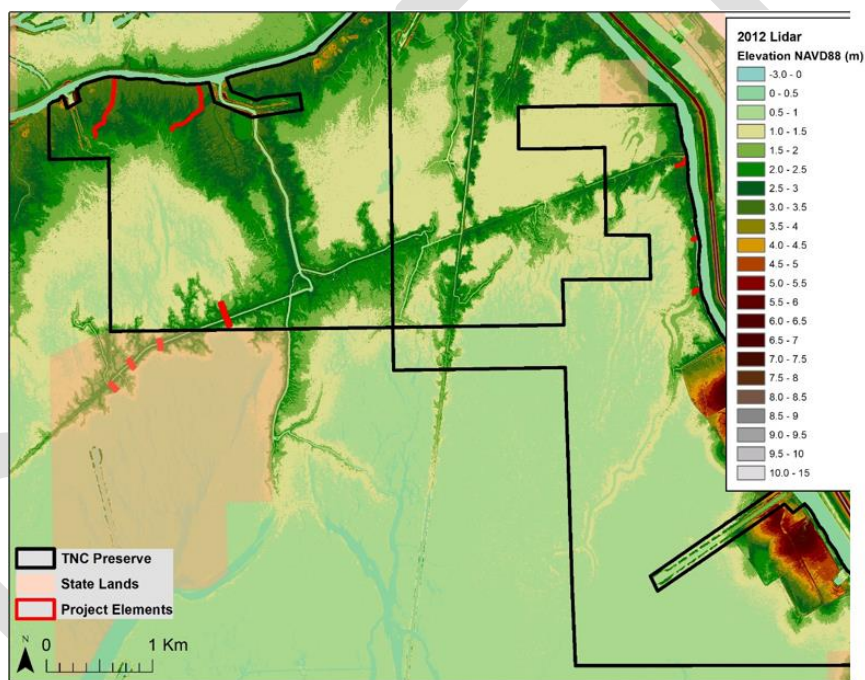 2012 Lidar
Elevation NAVD88 (m)
-3.0 - 0
0 - 0.5
0.5 - 1
1.0 - 1.5
1.5 - 2
2.0 - 2.5
2.5 - 3
3.0 - 3.5
3.5 - 4
4.0 - 4.5
4.5 - 5
5.0 - 5.5
5.5 - 6
6.0 - 6.5
6.5 - 7
7.0 - 7.5
7.5 - 8
8.0 - 8.5
8.5 - 9
9.0 - 9.5
9.5 - 10
10.0 - 15
TNC Preserve
State Lands
Project Elements
N
0 1 Km